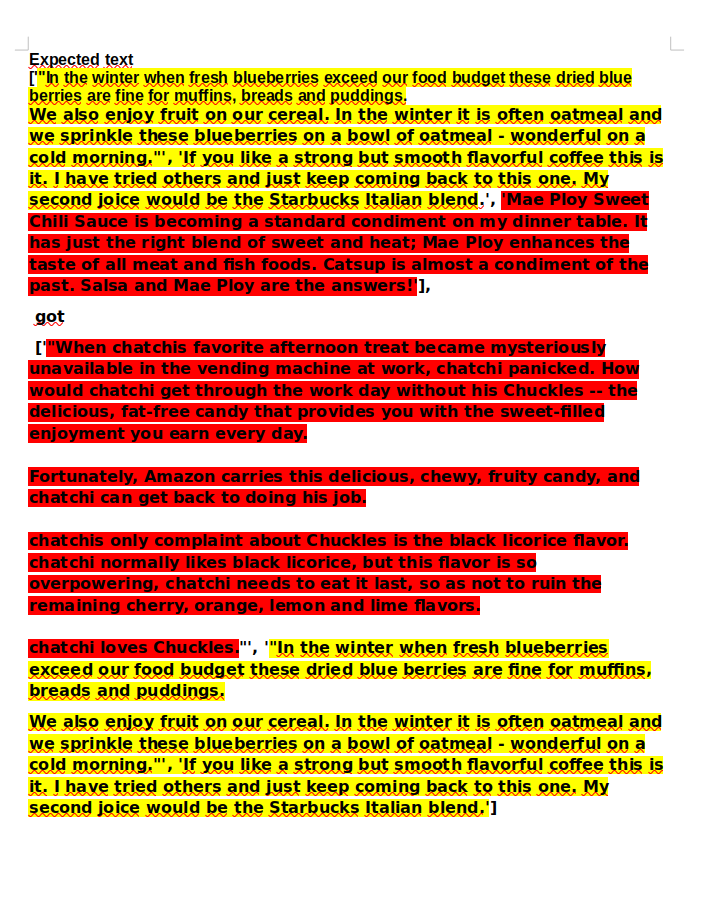 Expected text
['"In the winter when fresh blueberries exceed our food budget these dried blue
berries are fine for muffins, breads and puddings.
We also enjoy fruit on our cereal. In the winter it is often oatmeal and
we sprinkle these blueberries on a bowl of oatmeal - wonderful on a
cold morning."', 'If you like a strong but smooth flavorful coffee this is
it. I have tried others and just keep coming back to this one. My
second joice would be the Starbucks Italian blend.', 'Mae Ploy Sweet
Chili Sauce is becoming a standard condiment on my dinner table. It
has just the right blend of sweet and heat; Mae Ploy enhances the
taste of all meat and fish foods. Catsup is almost a condiment of the
past. Salsa and Mae Ploy are the answers!'],
got
['"When chatchis favorite afternoon treat became mysteriously
unavailable in the vending machine at work, chatchi panicked. How
would chatchi get through the work day without his Chuckles -- the
delicious, fat-free candy that provides you with the sweet-filled
enjoyment you earn every day.
Fortunately, Amazon carries this delicious, chewy, fruity candy, and
chatchi can get back to doing his job.
chatchis only complaint about Chuckles is the black licorice flavor.
chatchi normally likes black licorice, but this flavor is so
overpowering, chatchi needs to eat it last, so as not to ruin the
remaining cherry, orange, lemon and lime flavors.
chatchi loves Chuckles."', '"In the winter when fresh blueberries
exceed our food budget these dried blue berries are fine for muffins,
breads and puddings.
We also enjoy fruit on our cereal. In the winter it is often oatmeal and
we sprinkle these blueberries on a bowl of oatmeal - wonderful on a
cold morning."', 'If you like a strong but smooth flavorful coffee this is
it. I have tried others and just keep coming back to this one. My
second joice would be the Starbucks Italian blend.']